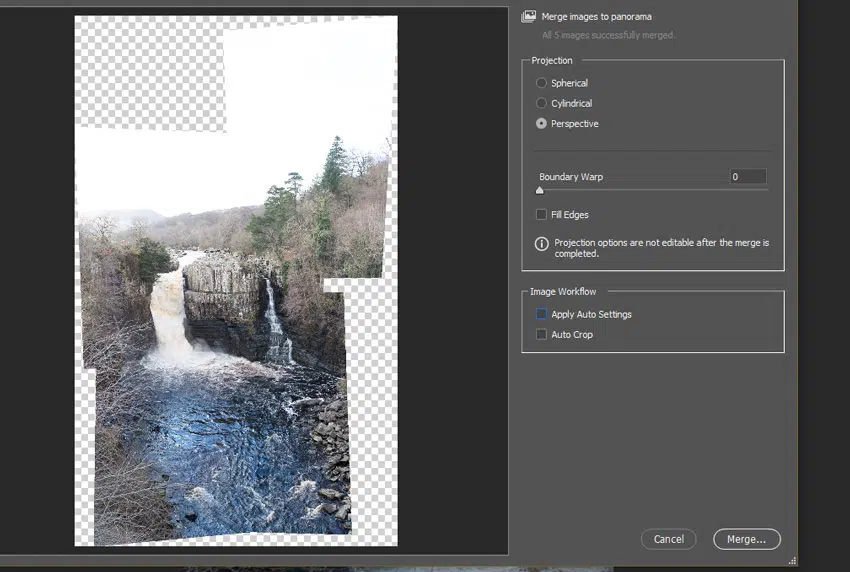 Merge images to panorama
All 5 images successfully merged.
Projection
Spherical
Cylindrical
Perspective
Boundary Warp 0
Fill Edges
Projection options are not editable after the merge is
completed.
Image Workflow
Apply Auto Settings
Auto Crop
Cancel Merge...